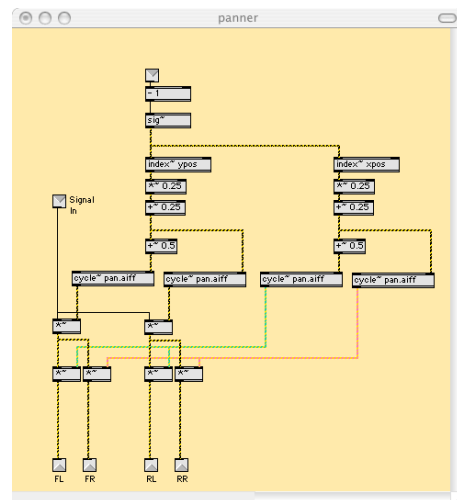 panner
- 1
sig~
index~ ypos
index~ xpos
*~ 0.25
*~ 0.25
+~ 0.25
+~ 0.25
Signal
In
+~ 0.5
+~ 0.5
cycle~ pan.aiff
cycle~ pan.aiff
cycle~ pan.aiff
cycle~ pan.aiff
*~
*~
*~
*~
*~
*~
FL
FR
RL
RR